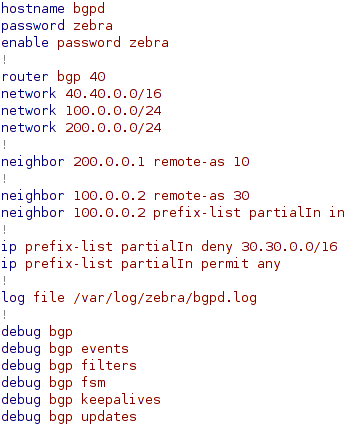 hostname bgpd
password zebra
enable password zebra
!
router bgp 40
network 40.40.0.0/16
network 100.0.0.0/24
network 200.0.0.0/24
!
neighbor 200.0.0.1 remote-as 10
!
neighbor 100.0.0.2 remote-as 30
neighbor 100.0.0.2 prefix-list partialIn in
!
ip prefix-list partialIn deny 30.30.0.0/16
ip prefix-list partialIn permit any
!
log file /var/log/zebra/bgpd.log
!
debug bgp
debug bgp events
debug bgp filters
debug bgp fsm
debug bgp keepalives
debug bgp updates